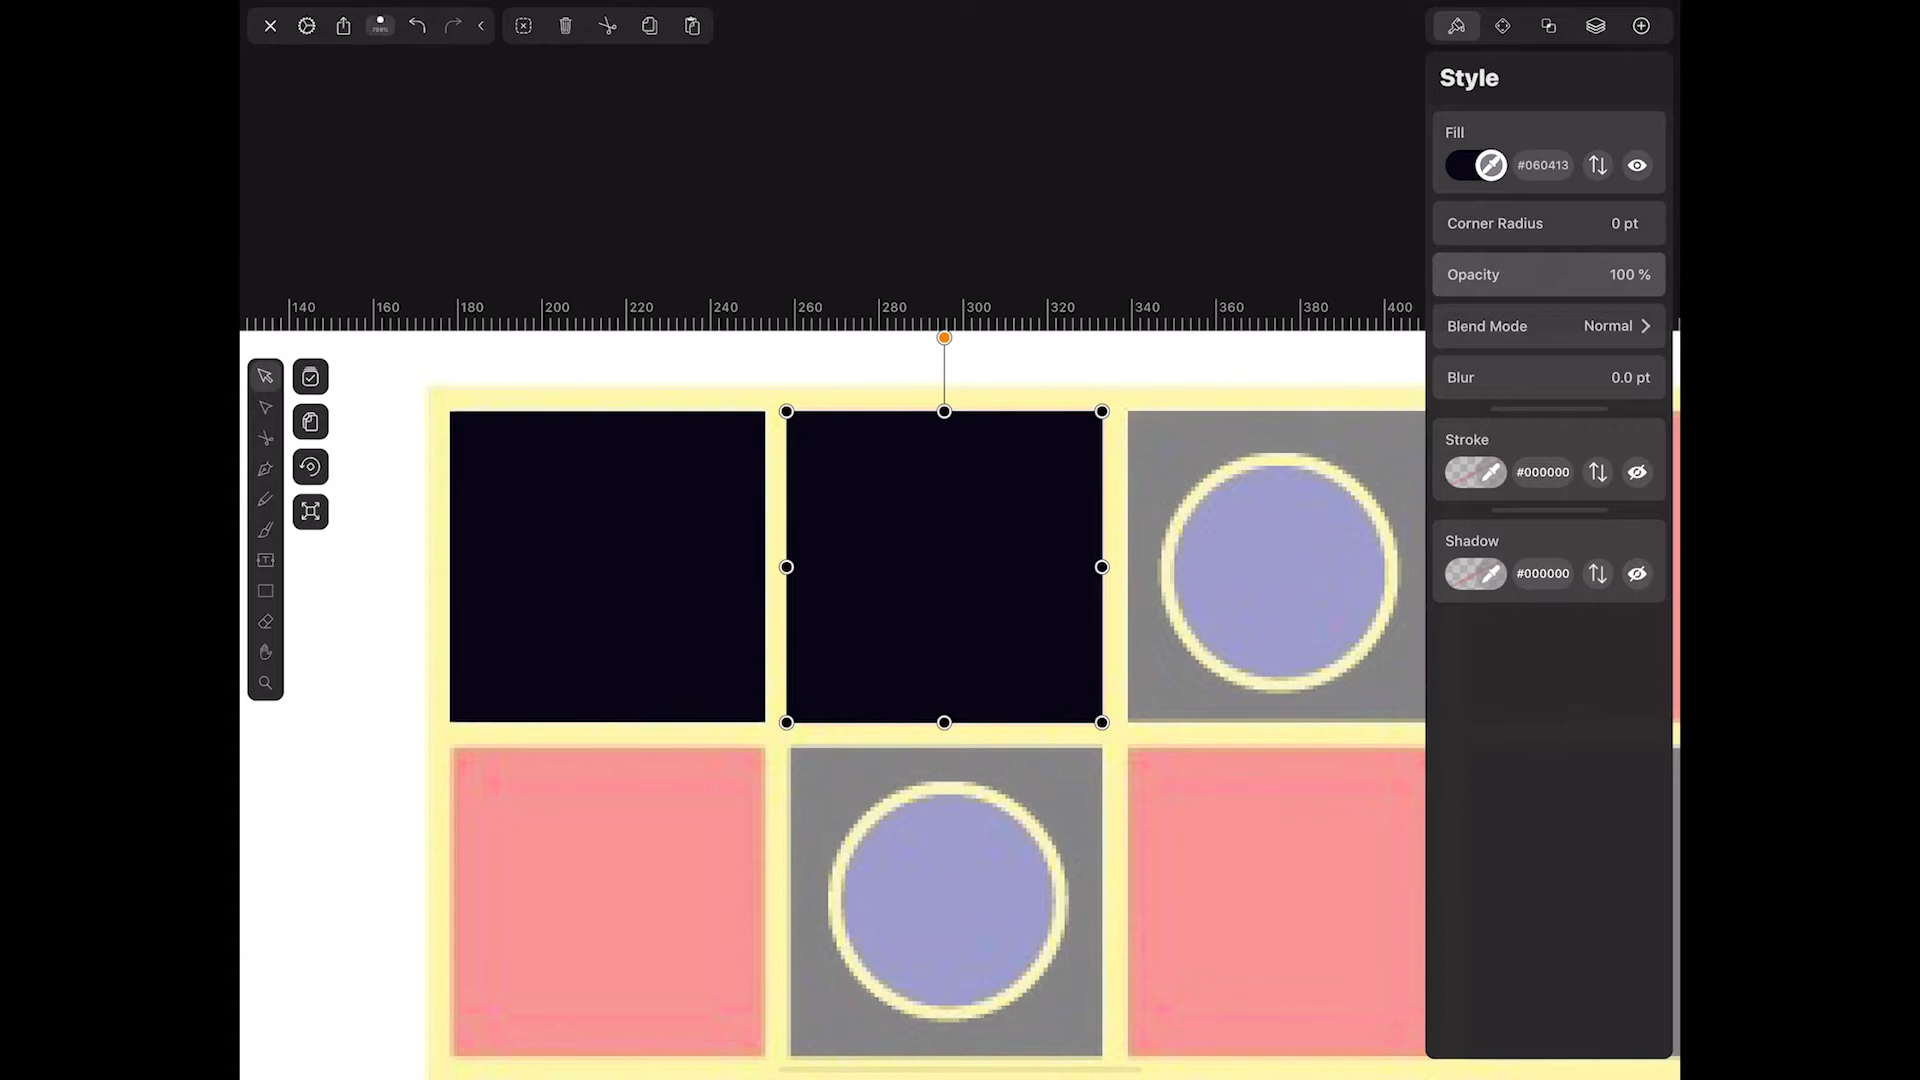 700%
Style
Fill
#060413
Corner Radius 0 pt
Opacity 100 %
140 160 180 200 220 240 260 280 300 320 340 360 380 400
Blend Mode Normal
Blur 0.0 pt
Stroke
#000000
Shadow
#000000
T